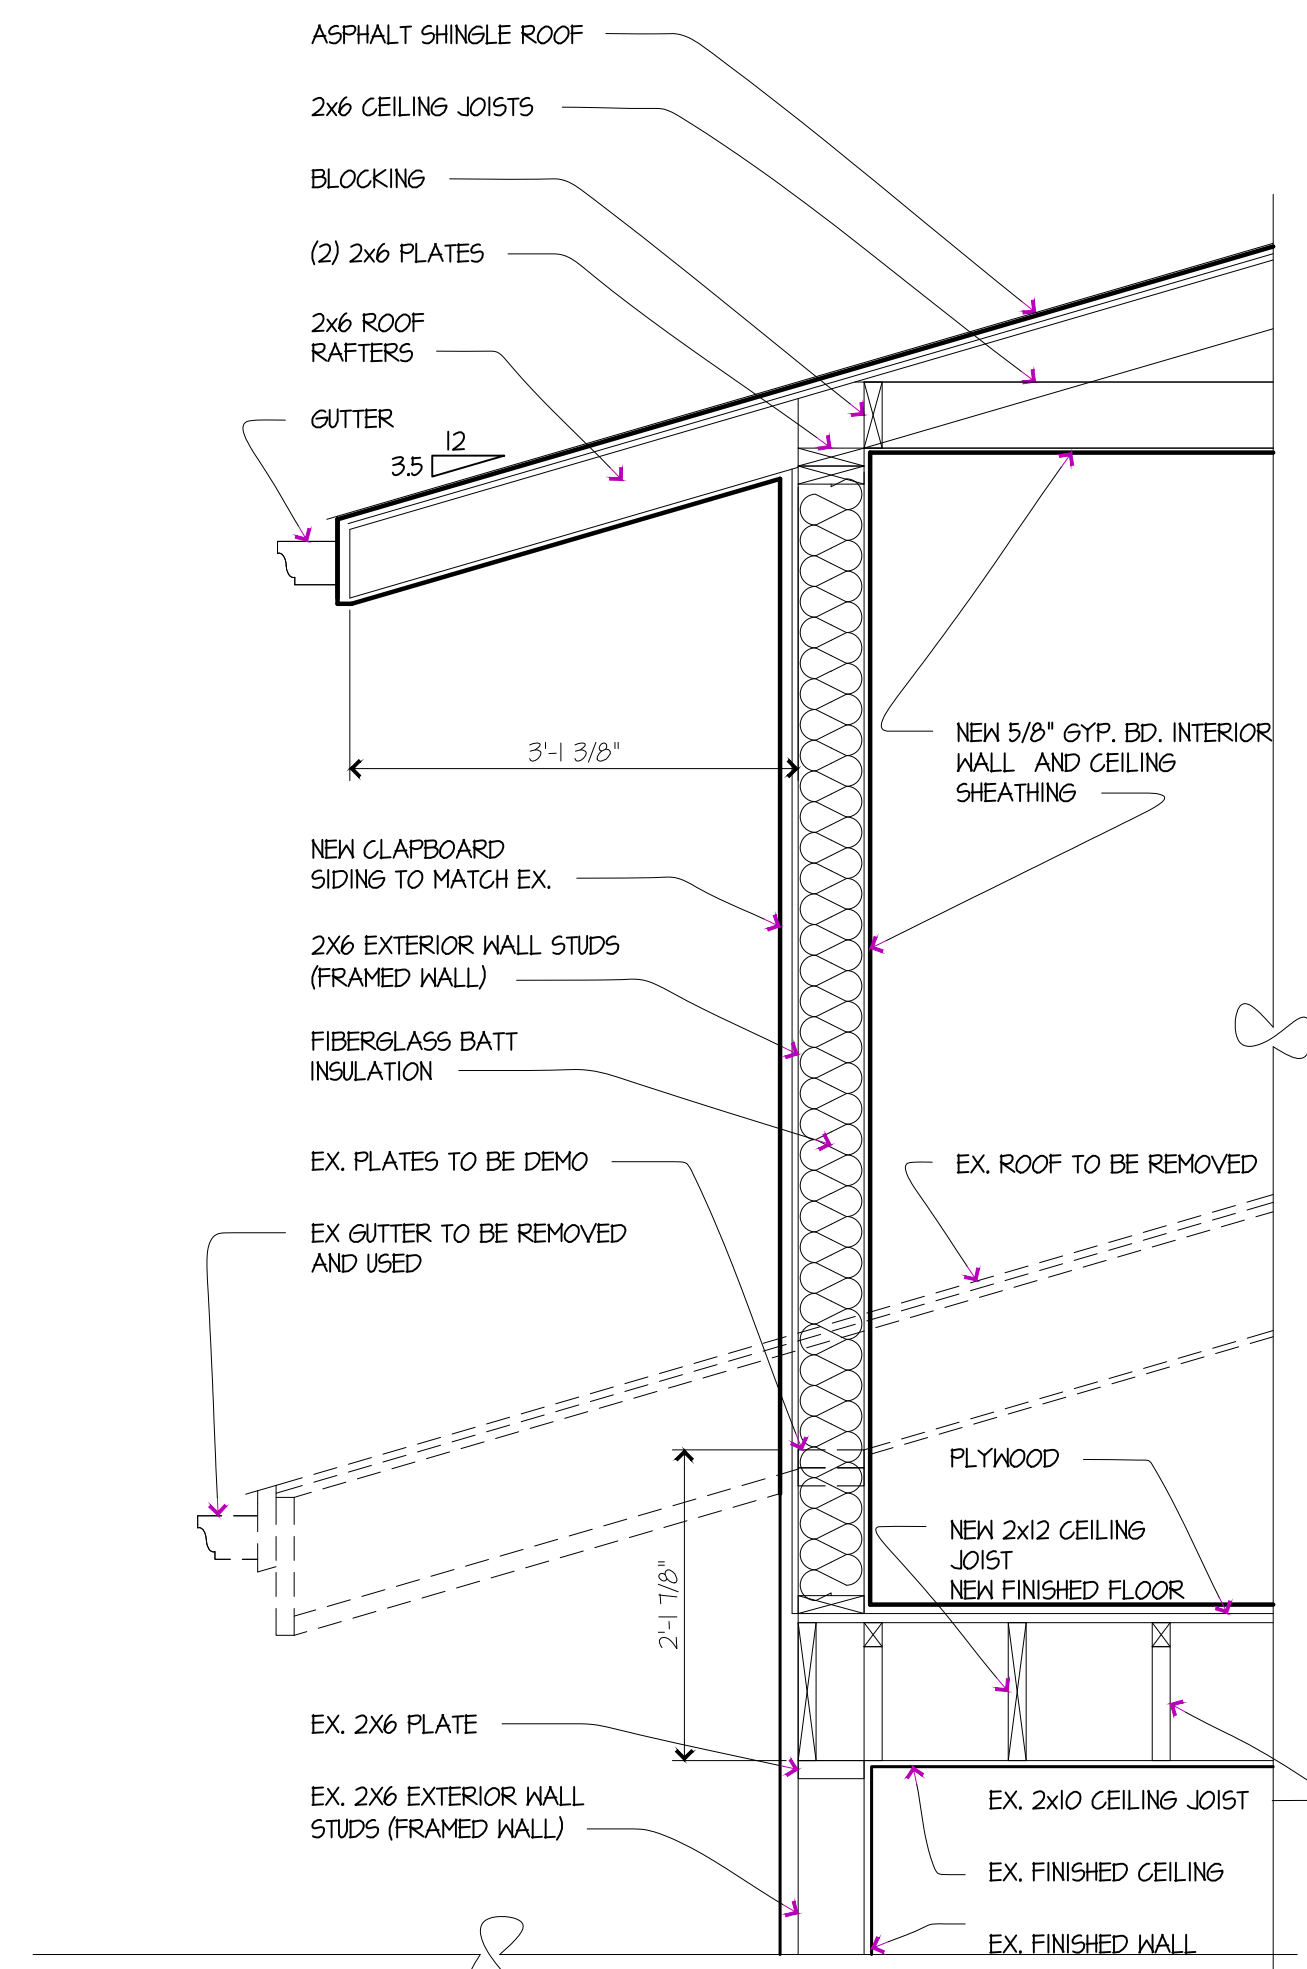 ASPHALT SHINGLE ROOF
2x6 CEILING JOISTS
BLOCKING
(2) 2x6 PLATES
2x6 ROOF
RAFTERS
GUTTER
12
3.5
NEW 5/8" GYP. BD. INTERIOR
WALL AND CEILING
SHEATHING
3'-1 3/8"
NEW CLAPBOARD
SIDING TO MATCH EX.
2X6 EXTERIOR WALL STUDS
(FRAMED WALL)
FIBERGLASS BATT
INSULATION
EX. PLATES TO BE DEMO
EX. ROOF TO BE REMOVED
EX GUTTER TO BE REMOVED
AND USED
PLYWOOD
NEW 2x12 CEILING
JOIST
NEW FINISHED FLOOR
2'-1 7/8"
EX. 2X6 PLATE
EX. 2X6 EXTERIOR WALL
STUDS (FRAMED WALL)
EX. 2x10 CEILING JOIST
EX. FINISHED CEILING
EX. FINISHED WALL